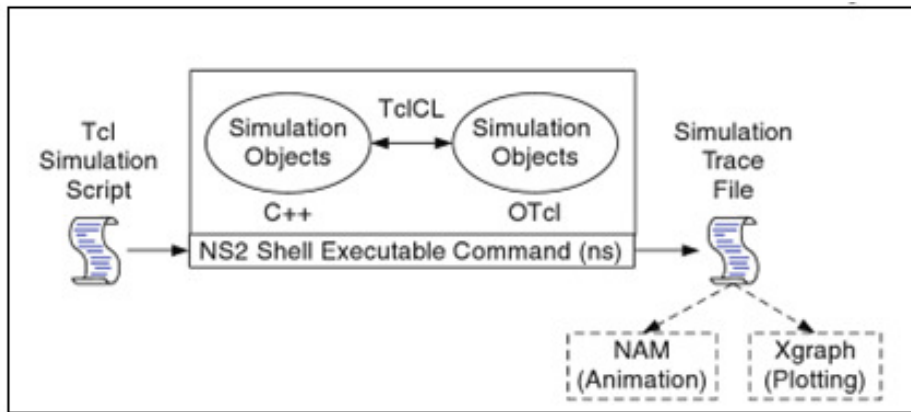 Tcl
Simulation
Script
TclCL
Simulation
Objects
Simulation
Objects
C++
OTcl
NS2 Shell Executable Command (ns)
Simulation
Trace
File
NAM
(Animation)
Xgraph
(Plotting)